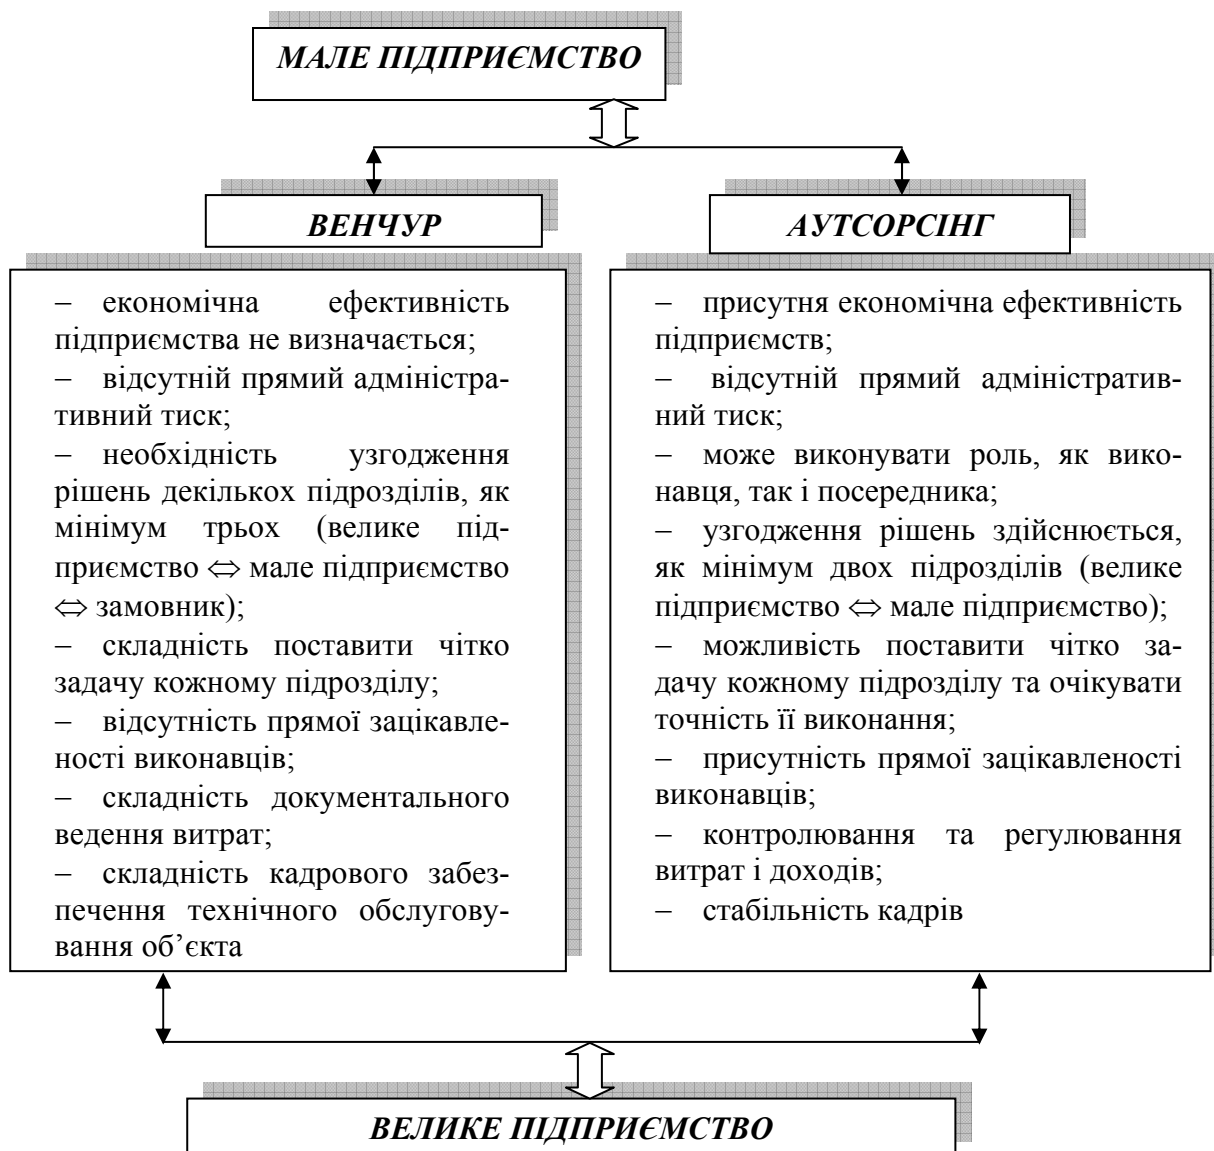 МАЛЕ ПІДПРИЄМСТВО
ВЕНЧУР
– економічна ефективність
підприємства не визначається;
– відсутній прямий адміністра-
тивний тиск;
– необхідність узгодження
рішень декількох підрозділів, як
мінімум трьох (велике під-
приємство ⇔ мале підприємство
⇔ замовник);
– складність поставити чітко
задачу кожному підрозділу;
– відсутність прямої зацікавле-
ності виконавців;
– складність документального
ведення витрат;
– складність кадрового забез-
печення технічного обслугову-
вання об’єкта
АУТСОРСІНГ
– присутня економічна ефективність
підприємств;
– відсутній прямий адміністратив-
ний тиск;
– може виконувати роль, як вико-
навця, так і посередника;
– узгодження рішень здійснюється,
як мінімум двох підрозділів (велике
підприємство ⇔ мале підприємство);
– можливість поставити чітко за-
дачу кожному підрозділу та очікувати
точність її виконання;
– присутність прямої зацікавленості
виконавців;
– контролювання та регулювання
витрат і доходів;
– стабільність кадрів
ВЕЛИКЕ ПІДПРИЄМСТВО